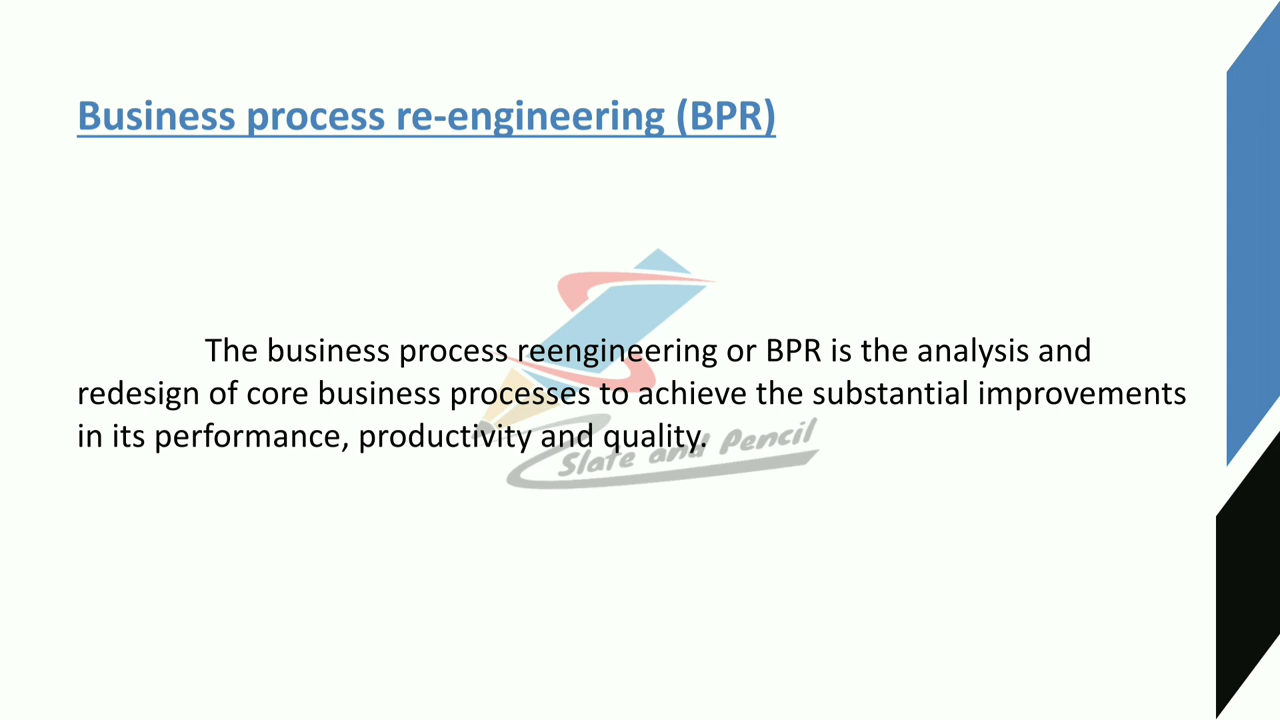 Business process re-engineering (BPR)
The business process reengineering or BPR is the analysis and
redesign of core business processes to achieve the substantial improvements
in its performance, productivity and quality.
Slate and Pencil